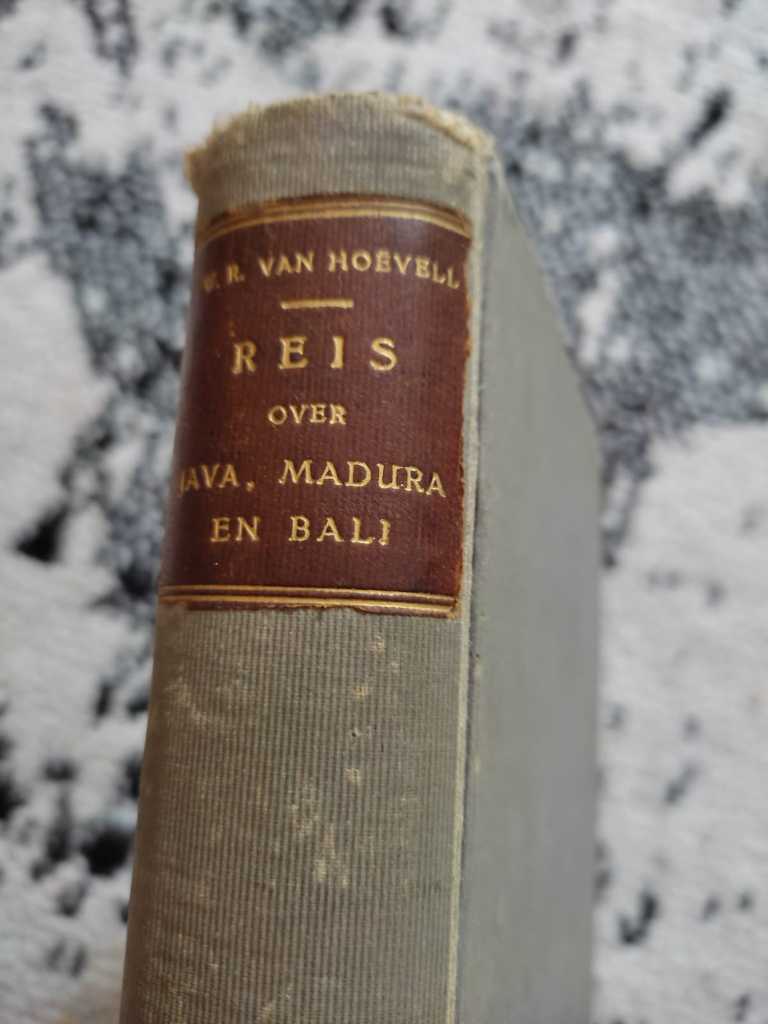 W. R. VAN HOËVELL
REIS
OVER
JAVA, MADURA
EN BALI